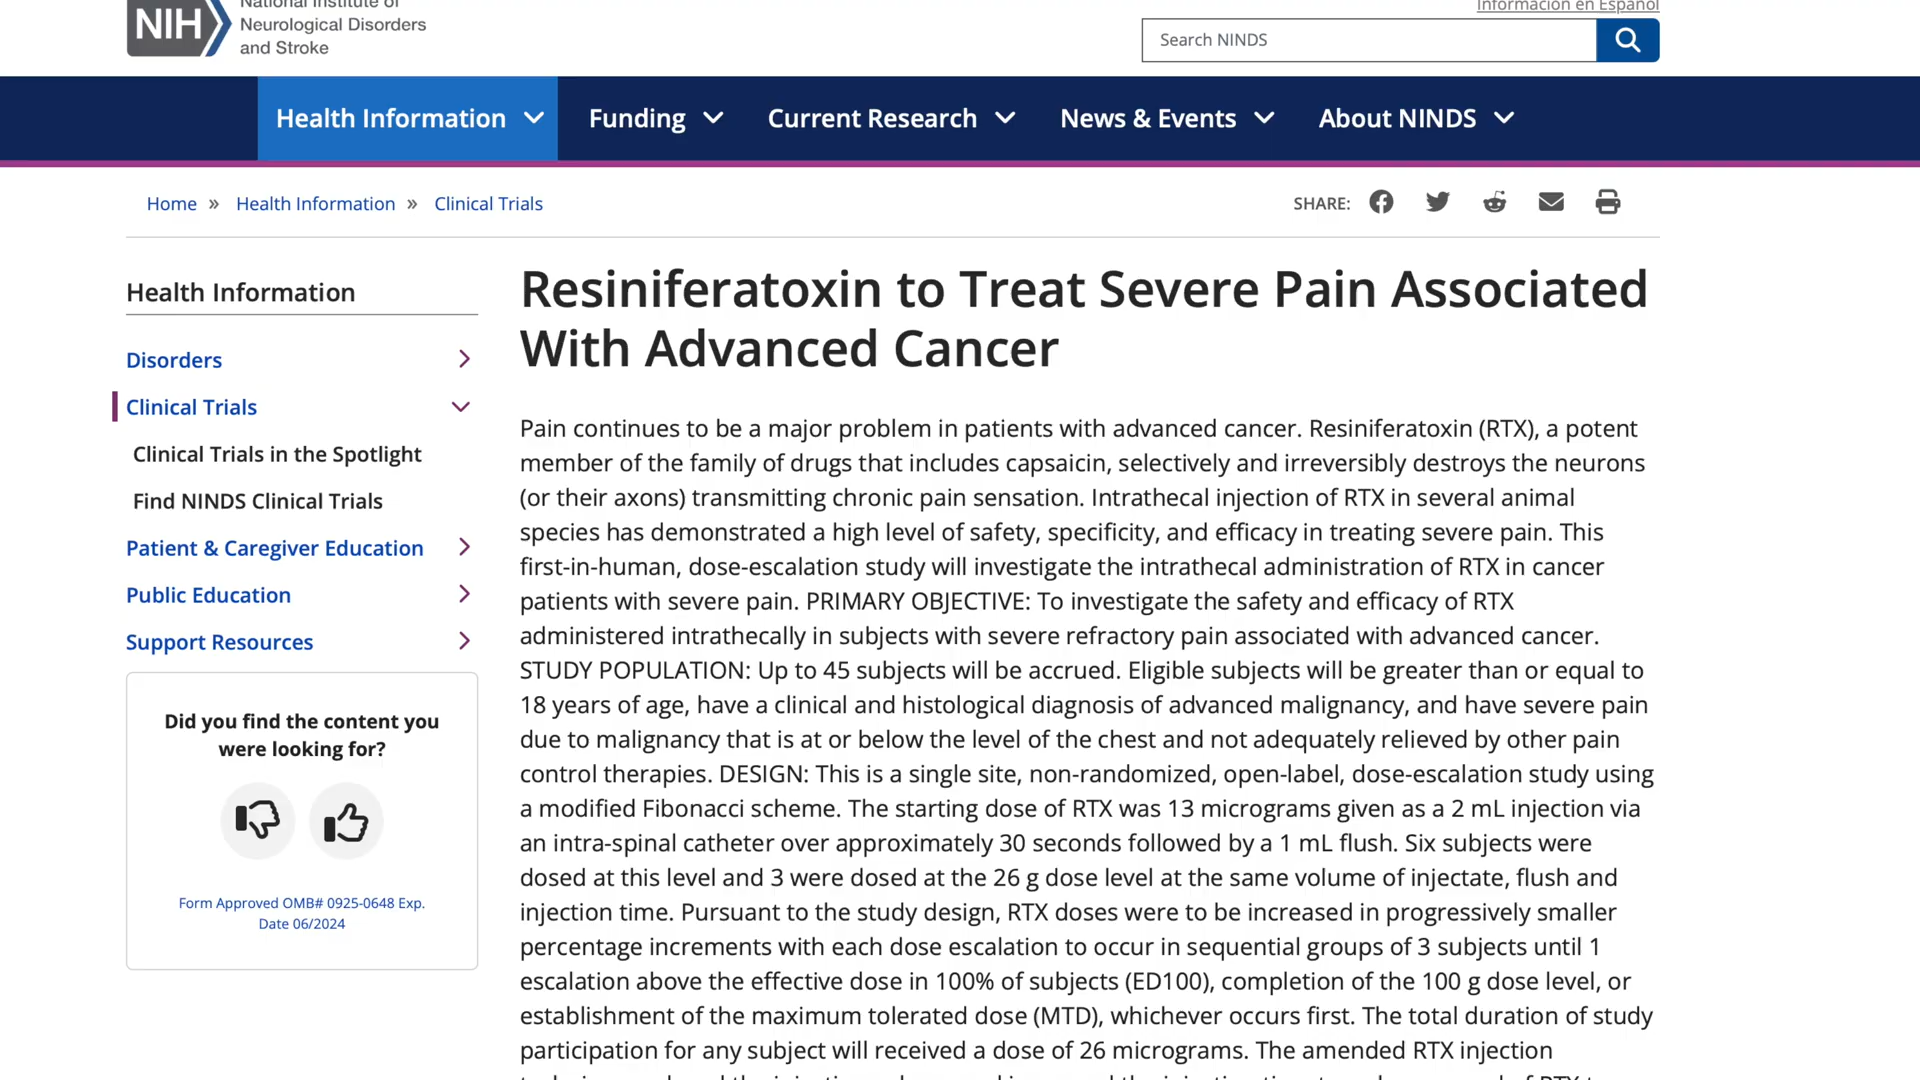 National Institute of
NIH
Neurological Disorders
and Stroke
Información en Español
Search NINDS
Health Information
Funding
Current Research
News & Events
About NINDS
Home » Health Information » Clinical Trials
SHARE:
Health Information
Disorders
Clinical Trials
Clinical Trials in the Spotlight
Find NINDS Clinical Trials
Patient & Caregiver Education
Public Education
Support Resources
Did you find the content you
were looking for?
Form Approved OMB# 0925-0648 Exp.
Date 06/2024
Resiniferatoxin to Treat Severe Pain Associated
With Advanced Cancer
Pain continues to be a major problem in patients with advanced cancer. Resiniferatoxin (RTX), a potent
member of the family of drugs that includes capsaicin, selectively and irreversibly destroys the neurons
(or their axons) transmitting chronic pain sensation. Intrathecal injection of RTX in several animal
species has demonstrated a high level of safety, specificity, and efficacy in treating severe pain. This
first-in-human, dose-escalation study will investigate the intrathecal administration of RTX in cancer
patients with severe pain. PRIMARY OBJECTIVE: To investigate the safety and efficacy of RTX
administered intrathecally in subjects with severe refractory pain associated with advanced cancer.
STUDY POPULATION: Up to 45 subjects will be accrued. Eligible subjects will be greater than or equal to
18 years of age, have a clinical and histological diagnosis of advanced malignancy, and have severe pain
due to malignancy that is at or below the level of the chest and not adequately relieved by other pain
control therapies. DESIGN: This is a single site, non-randomized, open-label, dose-escalation study using
a modified Fibonacci scheme. The starting dose of RTX was 13 micrograms given as a 2 mL injection via
an intra-spinal catheter over approximately 30 seconds followed by a 1 mL flush. Six subjects were
dosed at this level and 3 were dosed at the 26 g dose level at the same volume of injectate, flush and
injection time. Pursuant to the study design, RTX doses were to be increased in progressively smaller
percentage increments with each dose escalation to occur in sequential groups of 3 subjects until 1
escalation above the effective dose in 100% of subjects (ED100), completion of the 100 g dose level, or
establishment of the maximum tolerated dose (MTD), whichever occurs first. The total duration of study
participation for any subject will received a dose of 26 micrograms. The amended RTX injection